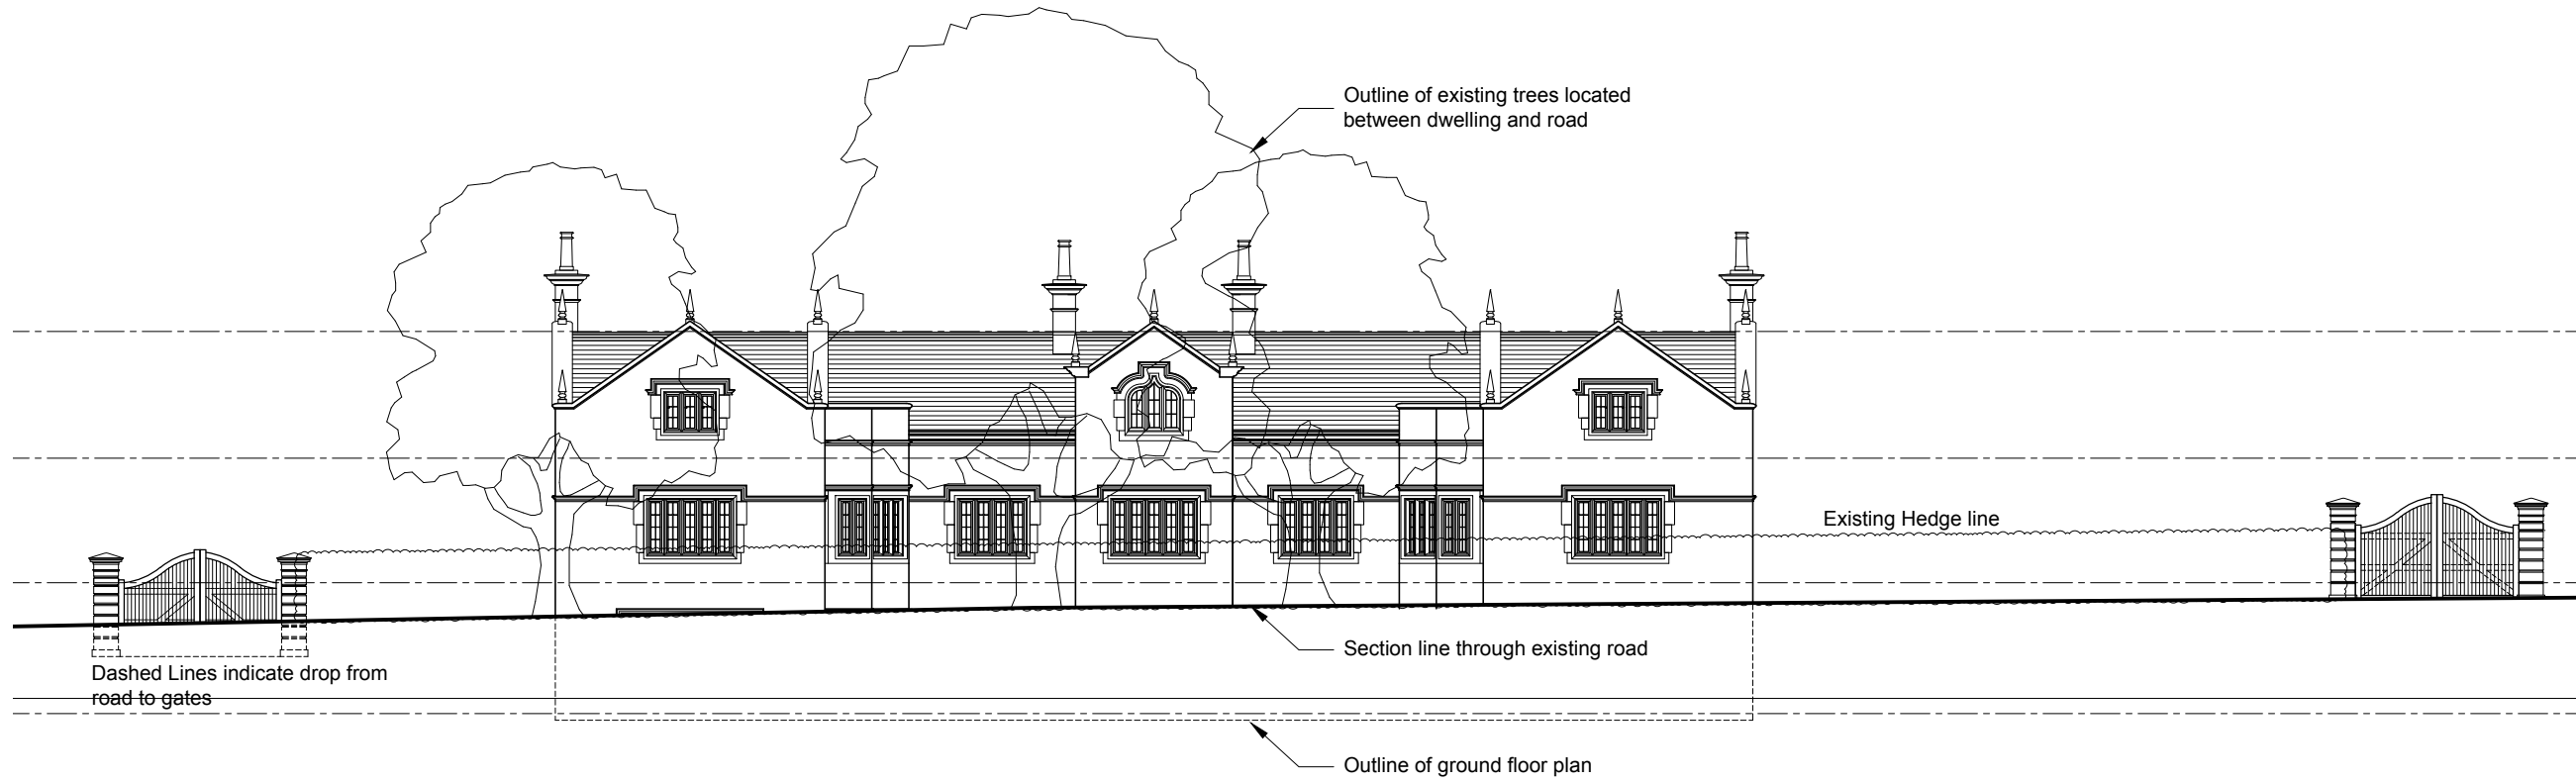 Outline of existing trees located
between dwelling and road
Existing Hedge line
Section line through existing road
Dashed Lines indicate drop from
road to gates
Outline of ground floor plan